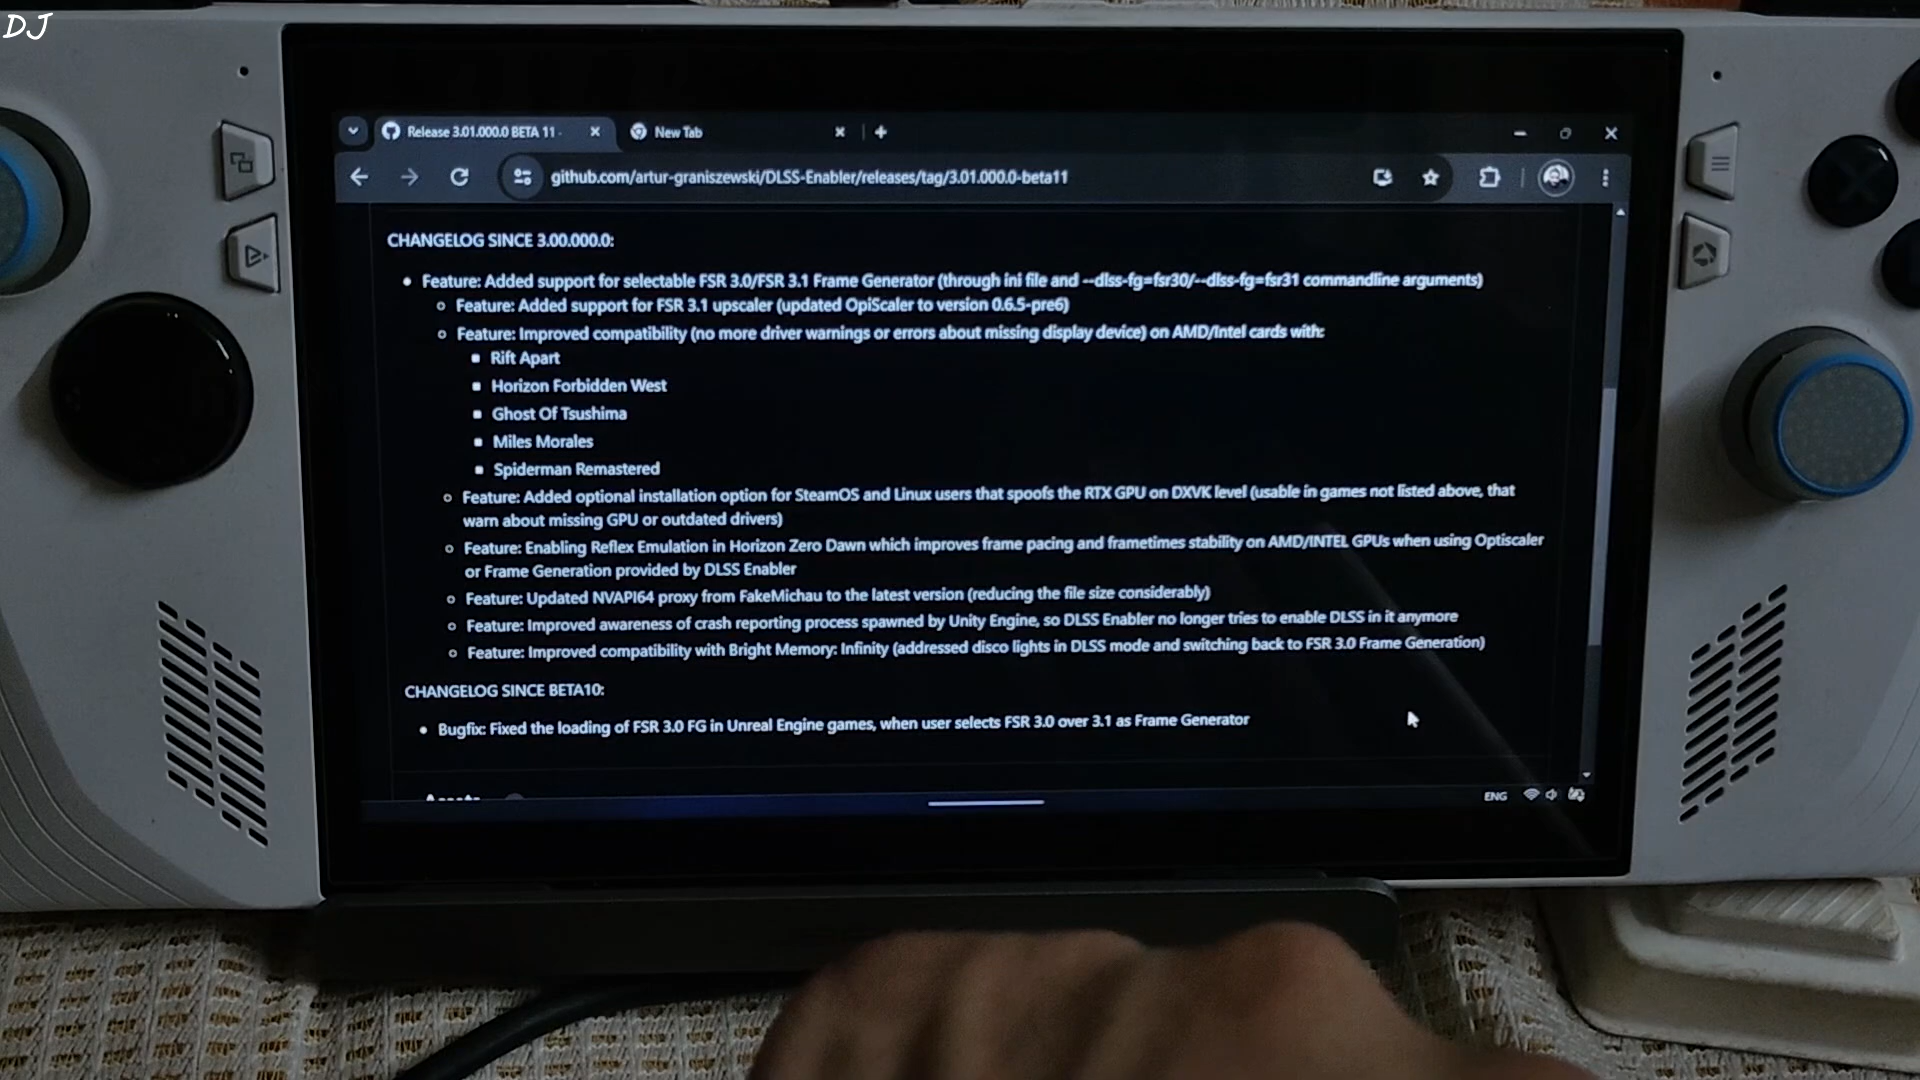 DJ
Release 3.01.000.0 BETA 11 -
New Tab
github.com/artur-graniszewski/DLSS-Enabler/releases/tag/3.01.000.0-beta11
CHANGELOG SINCE 3.00.000.0:
Feature: Added support for selectable FSR 3.0/FSR 3.1 Frame Generator (through ini file and --dlss-fg=fsr30/--dlss-fg=fsr31 commandline arguments)
Feature: Added support for FSR 3.1 upscaler (updated OpiScaler to version 0.6.5-pre6)
Feature: Improved compatibility (no more driver warnings or errors about missing display device) on AMD/Intel cards with:
Rift Apart
Horizon Forbidden West
Ghost Of Tsushima
Miles Morales
Spiderman Remastered
Feature: Added optional installation option for SteamOS and Linux users that spoofs the RTX GPU on DXVK level (usable in games not listed above, that
warn about missing GPU or outdated drivers)
Feature: Enabling Reflex Emulation in Horizon Zero Dawn which improves frame pacing and frametimes stability on AMD/INTEL GPUs when using Optiscaler
or Frame Generation provided by DLSS Enabler
Feature: Updated NVAPI64 proxy from FakeMichau to the latest version (reducing the file size considerably)
Feature: Improved awareness of crash reporting process spawned by Unity Engine, so DLSS Enabler no longer tries to enable DLSS in it anymore
Feature: Improved compatibility with Bright Memory: Infinity (addressed disco lights in DLSS mode and switching back to FSR 3.0 Frame Generation)
CHANGELOG SINCE BETA10:
Bugfix: Fixed the loading of FSR 3.0 FG in Unreal Engine games, when user selects FSR 3.0 over 3.1 as Frame Generator
ENG